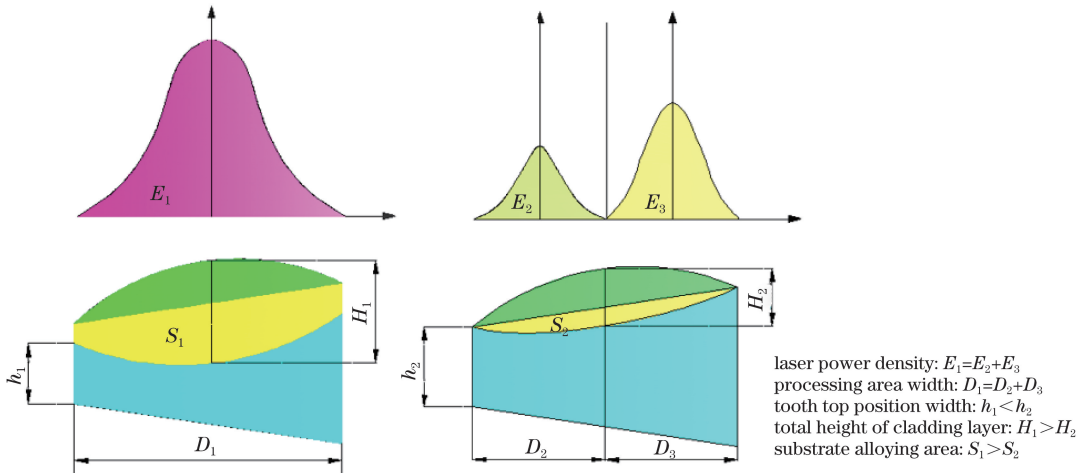 E₁
E₂
E₃
S₁
H₁
h₁
D₁
S₂
H₂
h₂
D₂
D₃
laser power density: E₁=E₂+E₃
processing area width: D₁=D₂+D₃
tooth top position width: h₁<h₂
total height of cladding layer: H₁>H₂
substrate alloying area: S₁>S₂